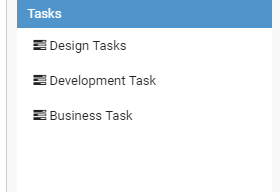 Tasks
Design Tasks
Development Task
Business Task